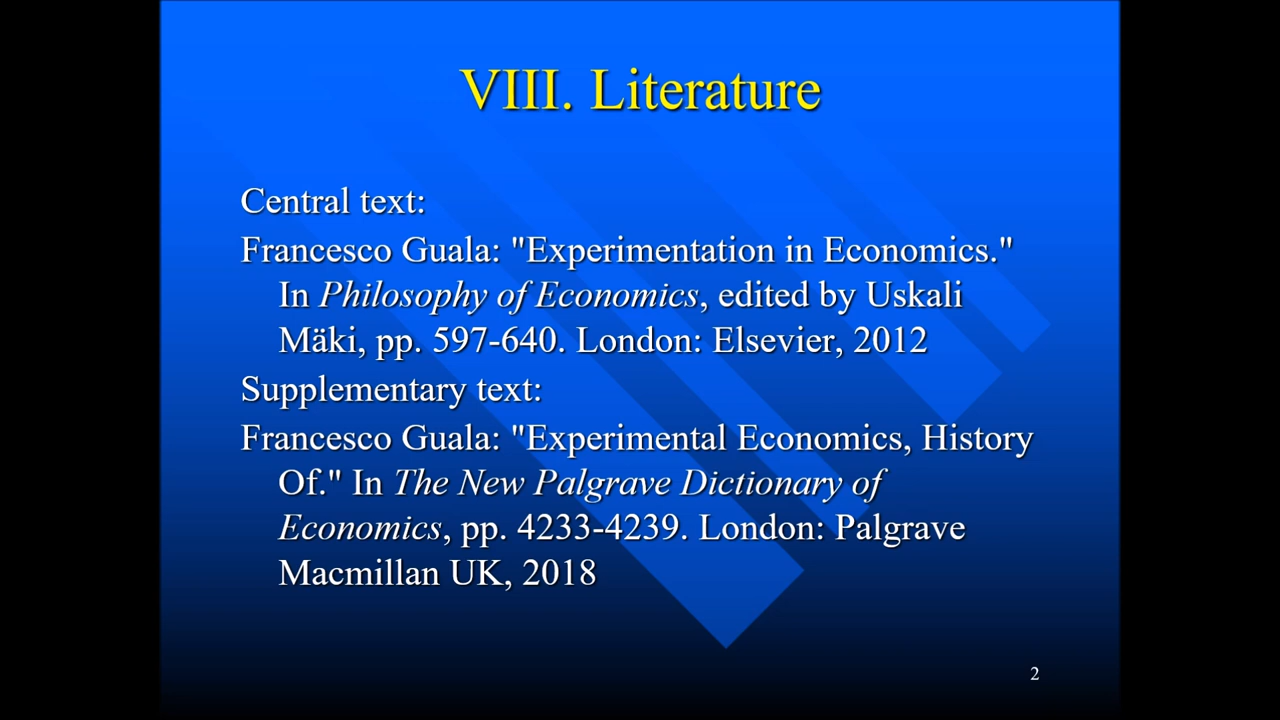 VIII. Literature
Central text:
Francesco Guala: "Experimentation in Economics."
In Philosophy of Economics, edited by Uskali
Mäki, pp. 597-640. London: Elsevier, 2012
Supplementary text:
Francesco Guala: "Experimental Economics, History
Of." In The New Palgrave Dictionary of
Economics, pp. 4233-4239. London: Palgrave
Macmillan UK, 2018
2